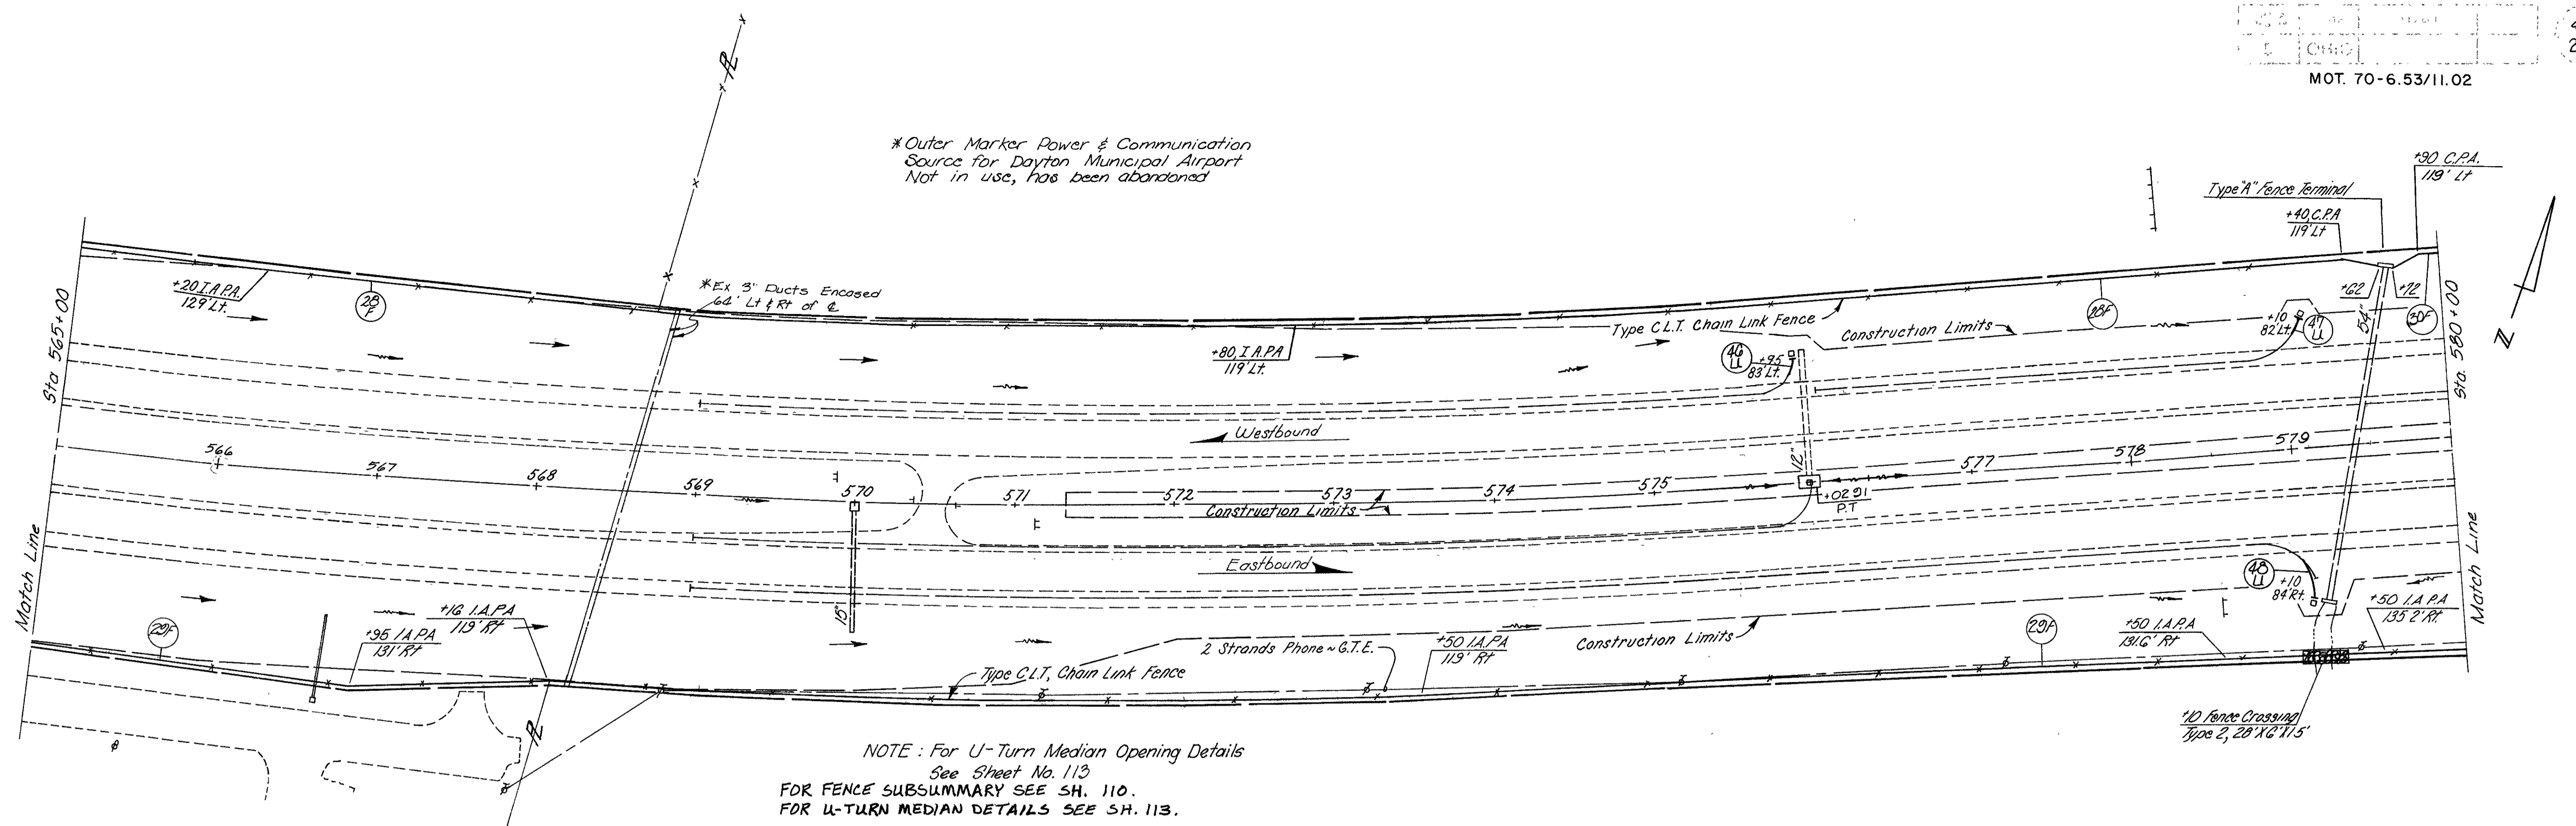 OHIO
MOT. 70-6.53/11.02
* Outer Marker Power & Communication
Source for Dayton Municipal Airport
Not in use, has been abandoned
+90 C.P.A.
119' Lt
Type "A" Fence Terminal
+40, C.P.A
119' Lt
Sta 565+00
+20 I.A.P.A.
129' Lt.
28
F
*Ex 3" Ducts Encased
64' Lt & Rt of ℄
+80, I.A.P.A
119' Lt.
Type C.L.T. Chain Link Fence
Construction Limits
28F
46
U
+95
83' Lt.
+10
82' Lt.
47
U
+62
+72
54"
30F
Sta. 580+00
N
Westbound
566
567
568
569
570
571
572
573
574
575
577
578
579
12"
+02 91
P.T
Construction Limits
Eastbound
15"
Match Line
29F
+95 I.A.P.A
131' Rt
+16 I.A.P.A
119' Rt
2 Strands Phone ~ G.T.E.
Type C.L.T, Chain Link Fence
+50 I.A.P.A
119' Rt
Construction Limits
29F
+50 I.A.P.A
131.6' Rt
48
U
+10
84' Rt.
+50 I.A.P.A
135 2' Rt.
Match Line
+10 Fence Crossing
Type 2, 28'X6'X15'
NOTE : For U-Turn Median Opening Details
See Sheet No. 113
FOR FENCE SUBSUMMARY SEE SH. 110.
FOR U-TURN MEDIAN DETAILS SEE SH. 113.